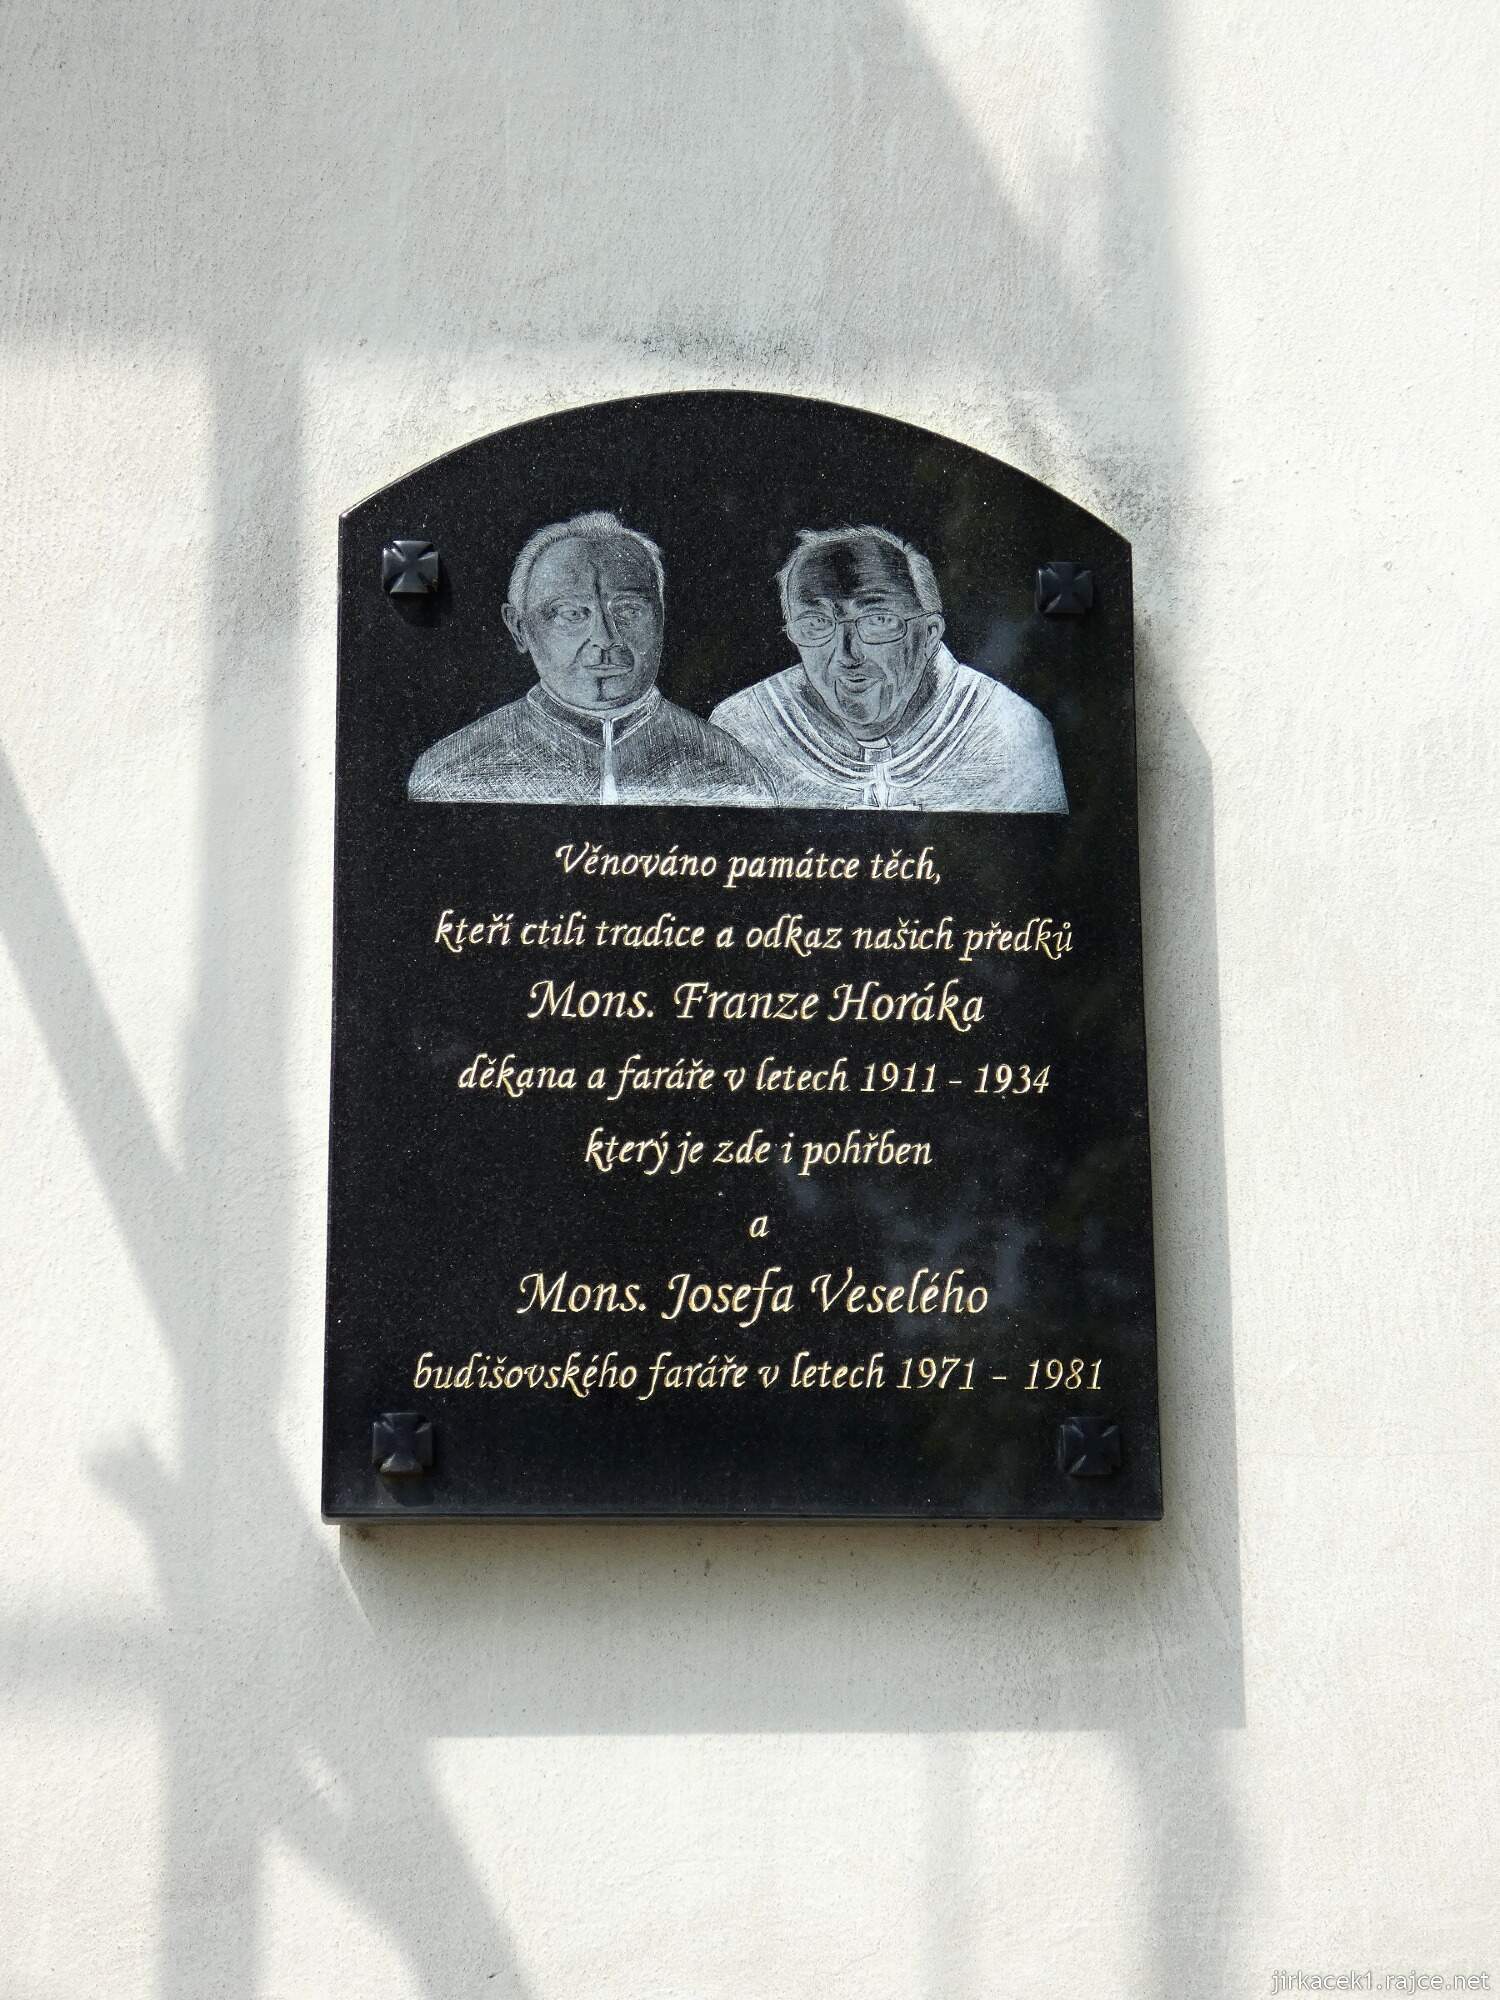 Věnováno památce těch,
kteří ctili tradice a odkaz našich předků
Mons. Franze Horáka
děkana a faráře v letech 1911 - 1934
který je zde i pohřben
a
Mons. Josefa Veselého
budišovského faráře v letech 1971 - 1981
jirkacek1.rajce.net